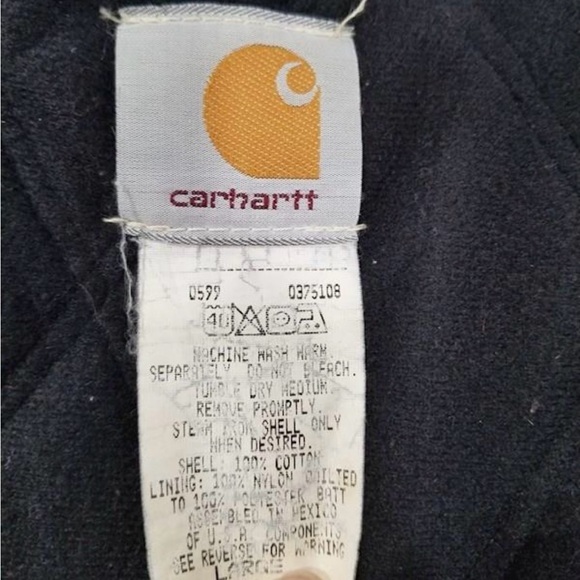 carhartt
0599 0375108
40
MACHINE WASH WARM.
SEPARATELY. DO NOT BLEACH.
TUMBLE DRY MEDIUM.
REMOVE PROMPTLY.
STEAM IRON SHELL ONLY
WHEN DESIRED.
SHELL: 100% COTTON
LINING: 100% NYLON QUILTED
TO 100% POLYESTER BATT
ASSEMBLED IN MEXICO
OF U.S.A. COMPONENTS
SEE REVERSE FOR WARNING
LARGE